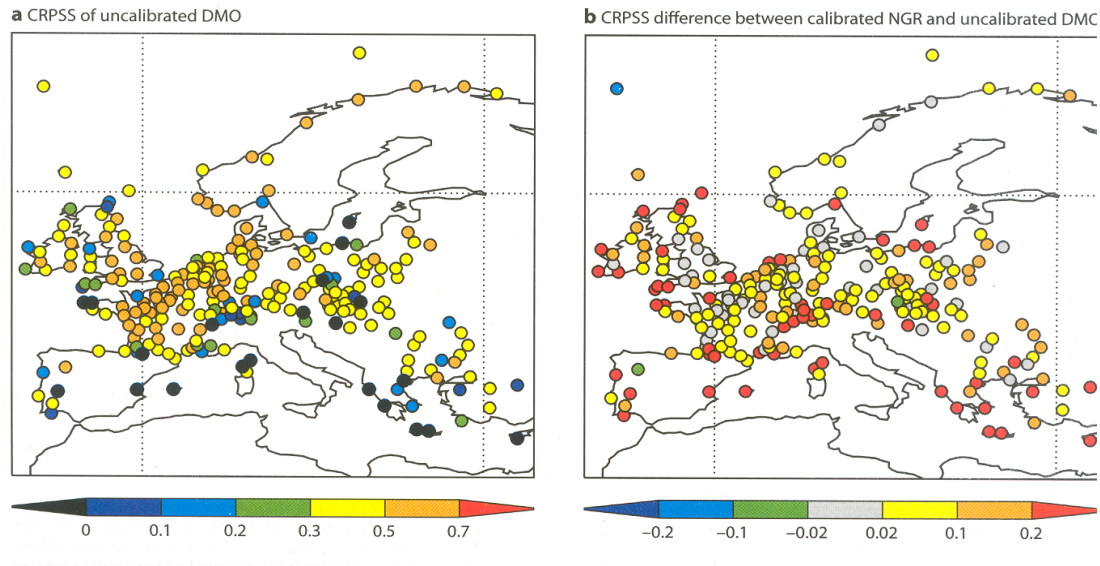 a CRPSS of uncalibrated DMO
b CRPSS difference between calibrated NGR and uncalibrated DMO
0 0.1 0.2 0.3 0.5 0.7
−0.2 −0.1 −0.02 0.02 0.1 0.2